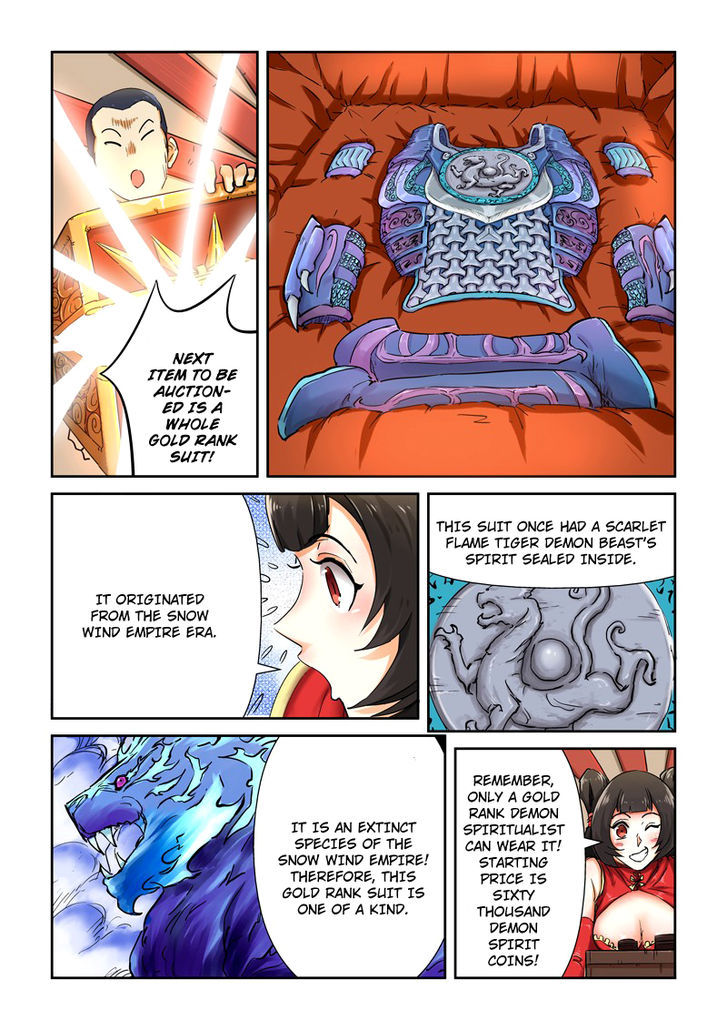 NEXT
ITEM TO BE
AUCTION-
ED IS A
WHOLE
GOLD RANK
SUIT!
IT ORIGINATED
FROM THE SNOW
WIND EMPIRE ERA.
THIS SUIT ONCE HAD A SCARLET
FLAME TIGER DEMON BEAST'S
SPIRIT SEALED INSIDE.
IT IS AN EXTINCT
SPECIES OF THE
SNOW WIND EMPIRE!
THEREFORE, THIS
GOLD RANK SUIT IS
ONE OF A KIND.
REMEMBER,
ONLY A GOLD
RANK DEMON
SPIRITUALIST
CAN WEAR IT!
STARTING
PRICE IS
SIXTY
THOUSAND
DEMON
SPIRIT
COINS!